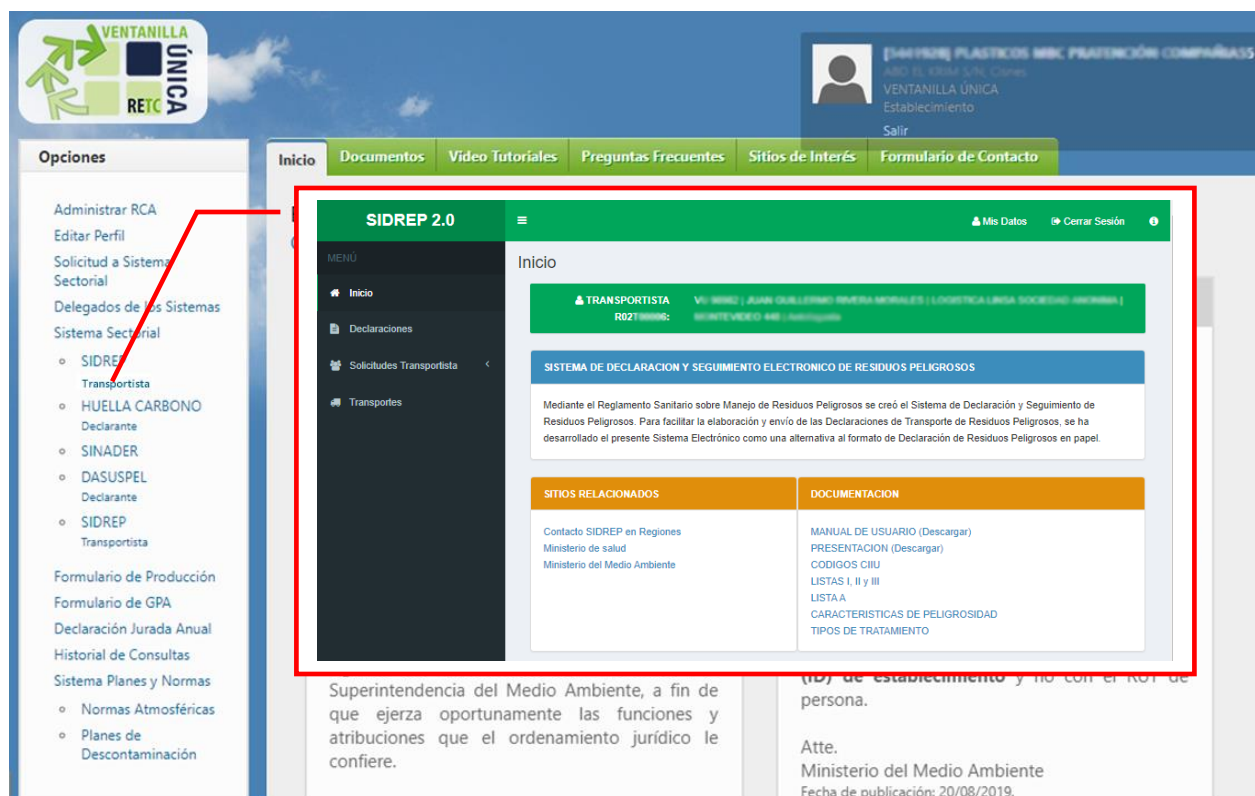 VENTANILLA
ÚNICA
RETC
VENTANILLA ÚNICA
Establecimiento
Salir
Opciones
Inicio
Documentos
Video Tutoriales
Preguntas Frecuentes
Sitios de Interés
Formulario de Contacto
Administrar RCA
Editar Perfil
Solicitud a Sistema
Sectorial
Delegados de los Sistemas
Sistema Sectorial
SIDREP
Transportista
HUELLA CARBONO
Declarante
SINADER
DASUSPEL
Declarante
SIDREP
Transportista
Formulario de Producción
Formulario de GPA
Declaración Jurada Anual
Historial de Consultas
Sistema Planes y Normas
Normas Atmosféricas
Planes de
Descontaminación
SIDREP 2.0
Mis Datos
Cerrar Sesión
MENÚ
Inicio
Declaraciones
Solicitudes Transportista
Transportes
Inicio
TRANSPORTISTA
SISTEMA DE DECLARACION Y SEGUIMIENTO ELECTRONICO DE RESIDUOS PELIGROSOS
Mediante el Reglamento Sanitario sobre Manejo de Residuos Peligrosos se creó el Sistema de Declaración y Seguimiento de
Residuos Peligrosos. Para facilitar la elaboración y envío de las Declaraciones de Transporte de Residuos Peligrosos, se ha
desarrollado el presente Sistema Electrónico como una alternativa al formato de Declaración de Residuos Peligrosos en papel.
SITIOS RELACIONADOS
Contacto SIDREP en Regiones
Ministerio de salud
Ministerio del Medio Ambiente
DOCUMENTACION
MANUAL DE USUARIO (Descargar)
PRESENTACION (Descargar)
CODIGOS CIIU
LISTAS I, II y III
LISTA A
CARACTERISTICAS DE PELIGROSIDAD
TIPOS DE TRATAMIENTO
Superintendencia del Medio Ambiente, a fin de
que ejerza oportunamente las funciones y
atribuciones que el ordenamiento jurídico le
confiere.
(ID) de establecimiento y no con el RUT de
persona.
Atte.
Ministerio del Medio Ambiente
Fecha de publicación: 20/08/2019.